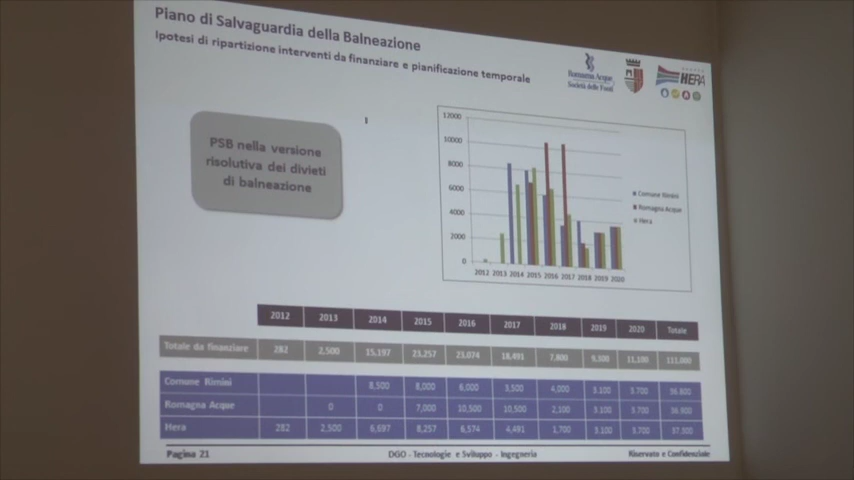 Piano di Salvaguardia della Balneazione
Ipotesi di ripartizione interventi da finanziare e pianificazione temporale
Romagna Acque
Società delle Fonti
GRUPPO
HERA
PSB nella versione
risolutiva dei divieti
di balneazione
12000
10000
8000
6000
4000
2000
0
2012 2013 2014 2015 2016 2017 2018 2019 2020
Comune Rimini
Romagna Acque
Hera
2012 2013 2014 2015 2016 2017 2018 2019 2020 Totale
Totale da finanziare 282 2,500 15,197 23,257 23,074 18,491 7,800 9,300 11,100 111,000
Comune Rimini 8,500 8,000 6,000 3,500 4,000 3.100 3.700 36.800
Romagna Acque 0 0 7,000 10,500 10,500 2,100 3.100 3.700 36.900
Hera 282 2,500 6,697 8,257 6,574 4,491 1,700 3.100 3.700 37,300
Pagina 21 DGO - Tecnologie e Sviluppo - Ingegneria Riservato e Confidenziale